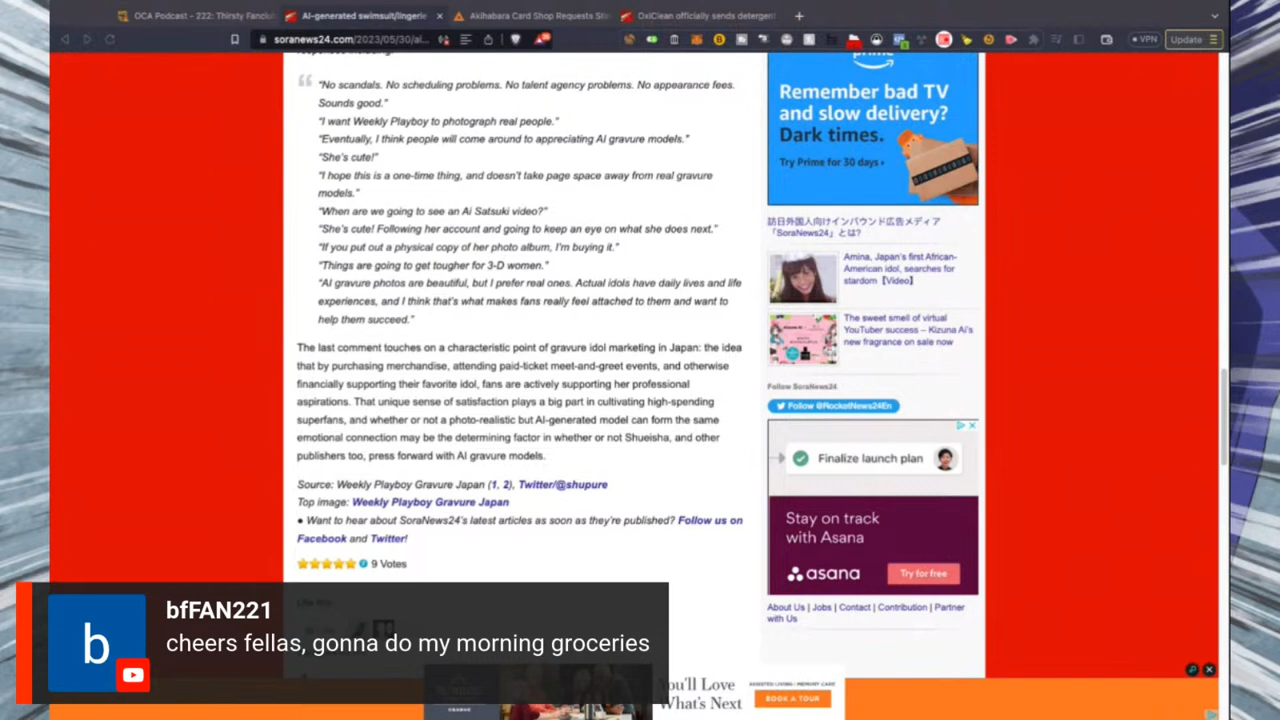 OCA Podcast - 222: Thirsty Fanclu
AI-generated swimsuit/lingerie
Akihabara Card Shop Requests Sti
OxiClean officially sends detergent
soranews24.com/2023/05/30/al...
VPN
Update
"No scandals. No scheduling problems. No talent agency problems. No appearance fees.
Sounds good."
"I want Weekly Playboy to photograph real people."
"Eventually, I think people will come around to appreciating AI gravure models."
"She's cute!"
"I hope this is a one-time thing, and doesn't take page space away from real gravure
models."
"When are we going to see an Ai Satsuki video?"
"She's cute! Following her account and going to keep an eye on what she does next."
"If you put out a physical copy of her photo album, I'm buying it."
"Things are going to get tougher for 3-D women."
"AI gravure photos are beautiful, but I prefer real ones. Actual idols have daily lives and life
experiences, and I think that's what makes fans really feel attached to them and want to
help them succeed."
The last comment touches on a characteristic point of gravure idol marketing in Japan: the idea
that by purchasing merchandise, attending paid-ticket meet-and-greet events, and otherwise
financially supporting their favorite idol, fans are actively supporting her professional
aspirations. That unique sense of satisfaction plays a big part in cultivating high-spending
superfans, and whether or not a photo-realistic but AI-generated model can form the same
emotional connection may be the determining factor in whether or not Shueisha, and other
publishers too, press forward with AI gravure models.
Source: Weekly Playboy Gravure Japan (1, 2), Twitter/@shupure
Top image: Weekly Playboy Gravure Japan
● Want to hear about SoraNews24's latest articles as soon as they're published? Follow us on
Facebook and Twitter!
9 Votes
Like this:
prime
Remember bad TV
and slow delivery?
Dark times.
Try Prime for 30 days ›
訪日外国人向けインバウンド広告メディア
「SoraNews24」とは?
Amina, Japan's first African-
American idol, searches for
stardom【Video】
The sweet smell of virtual
YouTuber success – Kizuna Ai's
new fragrance on sale now
Follow SoraNews24
Follow @RocketNews24En
Finalize launch plan
Stay on track
with Asana
asana
Try for free
About Us | Jobs | Contact | Contribution | Partner
with Us
bfFAN221
b
cheers fellas, gonna do my morning groceries
You'll Love
What's Next
ASSISTED LIVING / MEMORY CARE
BOOK A TOUR